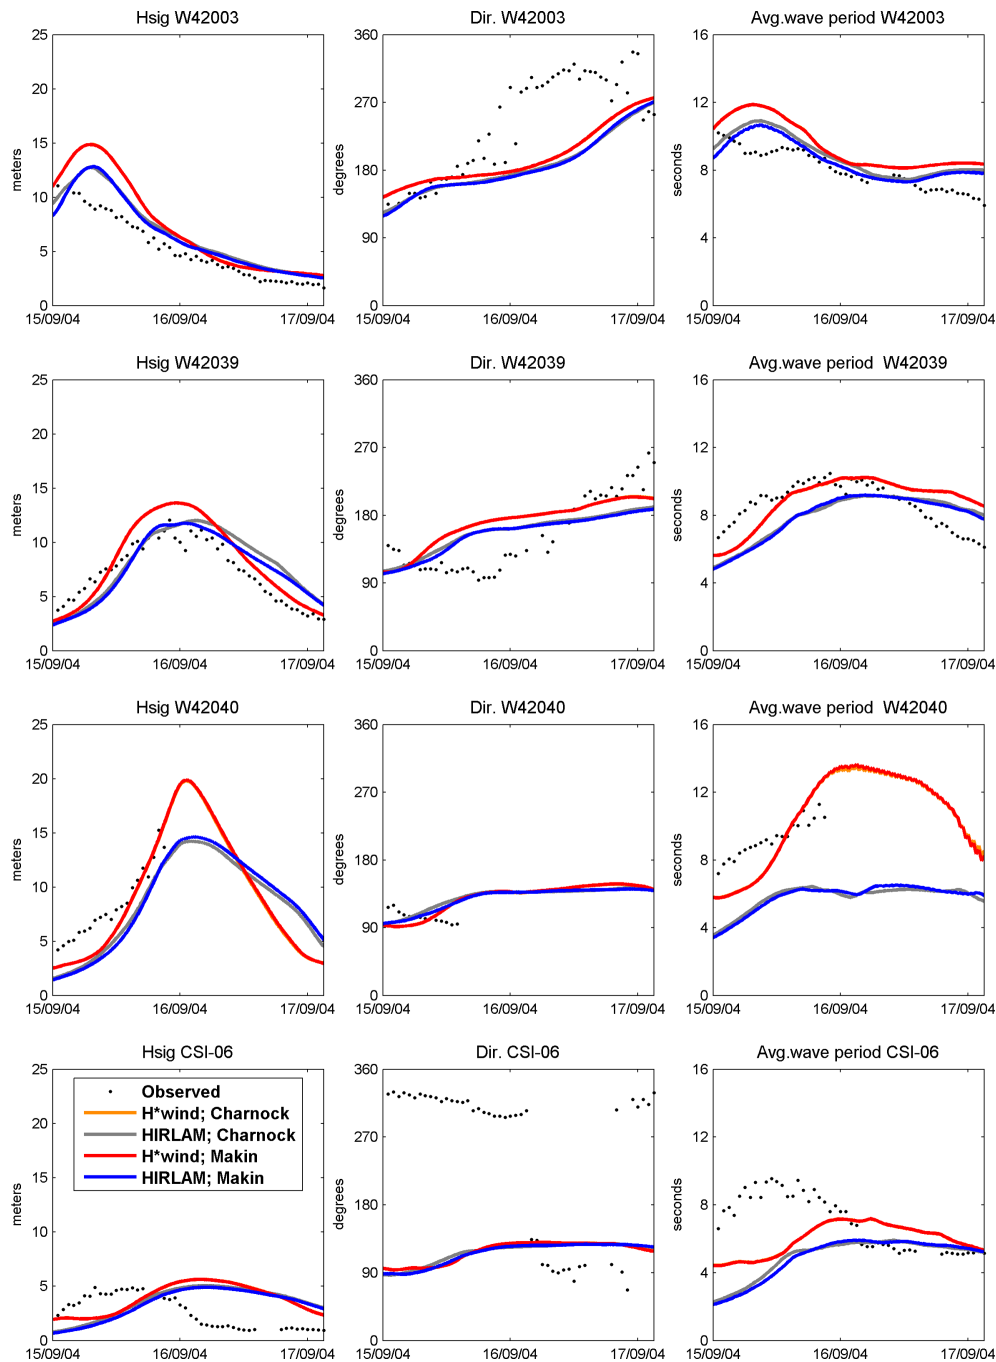 Hsig W42003 Dir. W42003 Avg.wave period W42003
25 360 16
20 270 12
15 180 8
10 90 4
5
0 0 0
meters degrees seconds
15/09/04 16/09/04 17/09/04 15/09/04 16/09/04 17/09/04 15/09/04 16/09/04 17/09/04
Hsig W42039 Dir. W42039 Avg.wave period W42039
25 360 16
20 270 12
15 180 8
10 90 4
5
0 0 0
meters degrees seconds
15/09/04 16/09/04 17/09/04 15/09/04 16/09/04 17/09/04 15/09/04 16/09/04 17/09/04
Hsig W42040 Dir. W42040 Avg.wave period W42040
25 360 16
20 270 12
15 180 8
10 90 4
5
0 0 0
meters degrees seconds
15/09/04 16/09/04 17/09/04 15/09/04 16/09/04 17/09/04 15/09/04 16/09/04 17/09/04
Hsig CSI-06 Dir. CSI-06 Avg.wave period CSI-06
25 360 16
20 270 12
15 180 8
10 90 4
5
0 0 0
meters degrees seconds
Observed
H*wind; Charnock
HIRLAM; Charnock
H*wind; Makin
HIRLAM; Makin
15/09/04 16/09/04 17/09/04 15/09/04 16/09/04 17/09/04 15/09/04 16/09/04 17/09/04